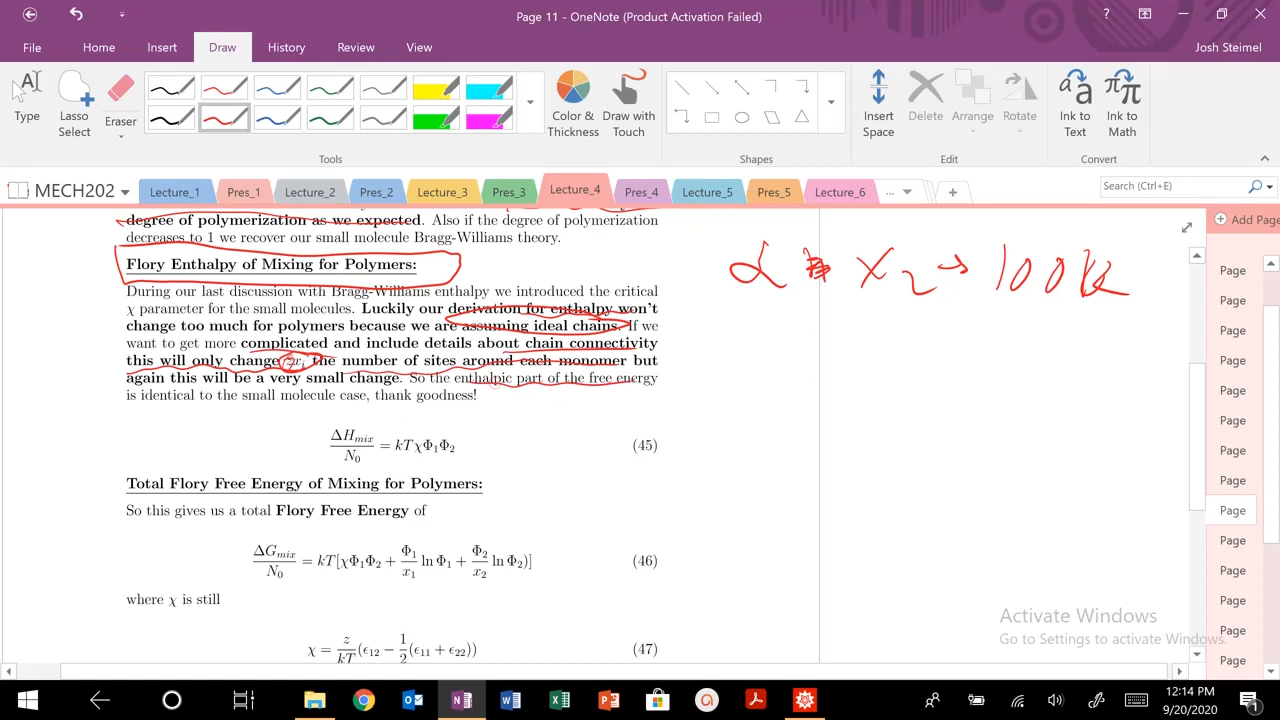 Page 11 - OneNote (Product Activation Failed)
?
File
Home
Insert
Draw
History
Review
View
Josh Steimel
Type
Lasso Select
Eraser
Color & Thickness
Draw with Touch
Insert Space
Delete
Arrange
Rotate
Ink to Text
Ink to Math
Tools
Shapes
Edit
Convert
MECH202
Lecture_1
Pres_1
Lecture_2
Pres_2
Lecture_3
Pres_3
Lecture_4
Pres_4
Lecture_5
Pres_5
Lecture_6
...
Search (Ctrl+E)
Add Page
degree of polymerization as we expected. Also if the degree of polymerization
decreases to 1 we recover our small molecule Bragg-Williams theory.
Flory Enthalpy of Mixing for Polymers:
During our last discussion with Bragg-Williams enthalpy we introduced the critical
χ parameter for the small molecules. Luckily our derivation for enthalpy won't
change too much for polymers because we are assuming ideal chains. If we
want to get more complicated and include details about chain connectivity
this will only change the number of sites around each monomer but
again this will be a very small change. So the enthalpic part of the free energy
is identical to the small molecule case, thank goodness!
ΔH_mix / N_0 = kTχΦ_1Φ_2 (45)
Total Flory Free Energy of Mixing for Polymers:
So this gives us a total Flory Free Energy of
ΔG_mix / N_0 = kT[χΦ_1Φ_2 + Φ_1/x_1 ln Φ_1 + Φ_2/x_2 ln Φ_2)] (46)
where χ is still
χ = z/kT (ϵ_12 − 1/2 (ϵ_11 + ϵ_22)) (47)
x_2 → 100k
Page
Page
Page
Page
Page
Page
Page
Page
Page
Page
Page
Page
Page
Page
Activate Windows
Go to Settings to activate Windows.
12:14 PM
9/20/2020
1